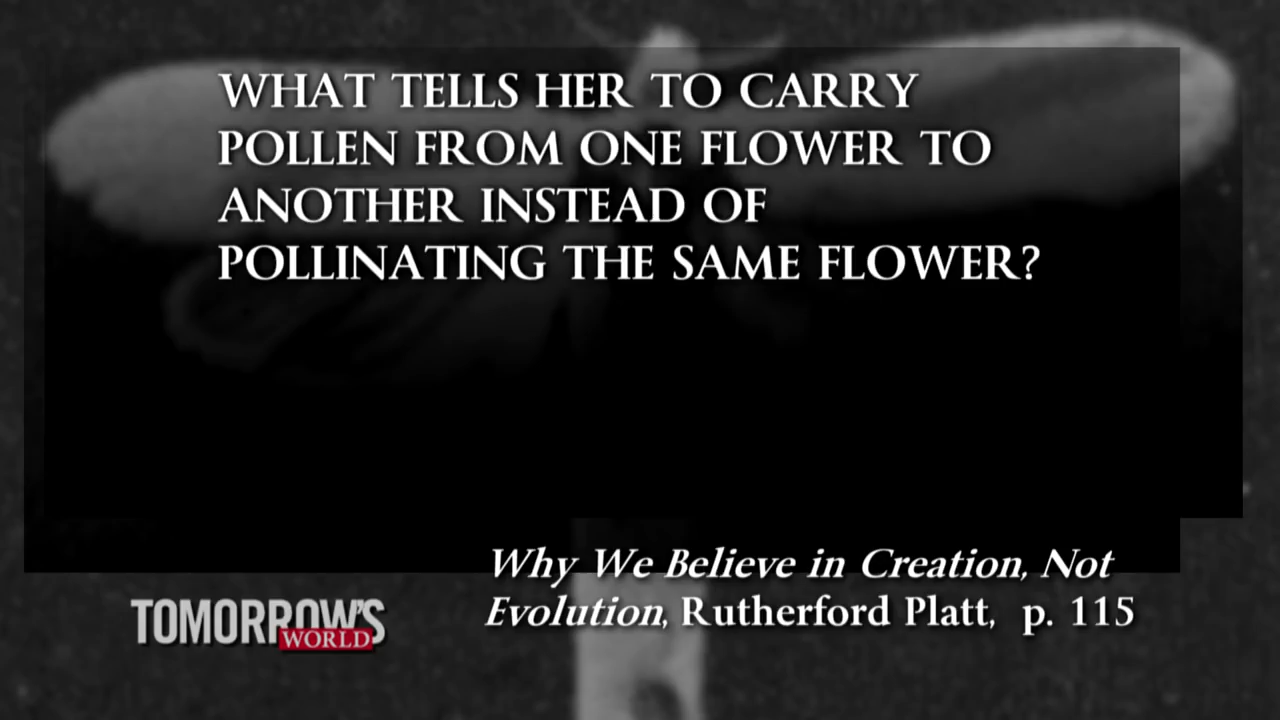 WHAT TELLS HER TO CARRY
POLLEN FROM ONE FLOWER TO
ANOTHER INSTEAD OF
POLLINATING THE SAME FLOWER?
Why We Believe in Creation, Not
Evolution, Rutherford Platt, p. 115
TOMORROW'S
WORLD